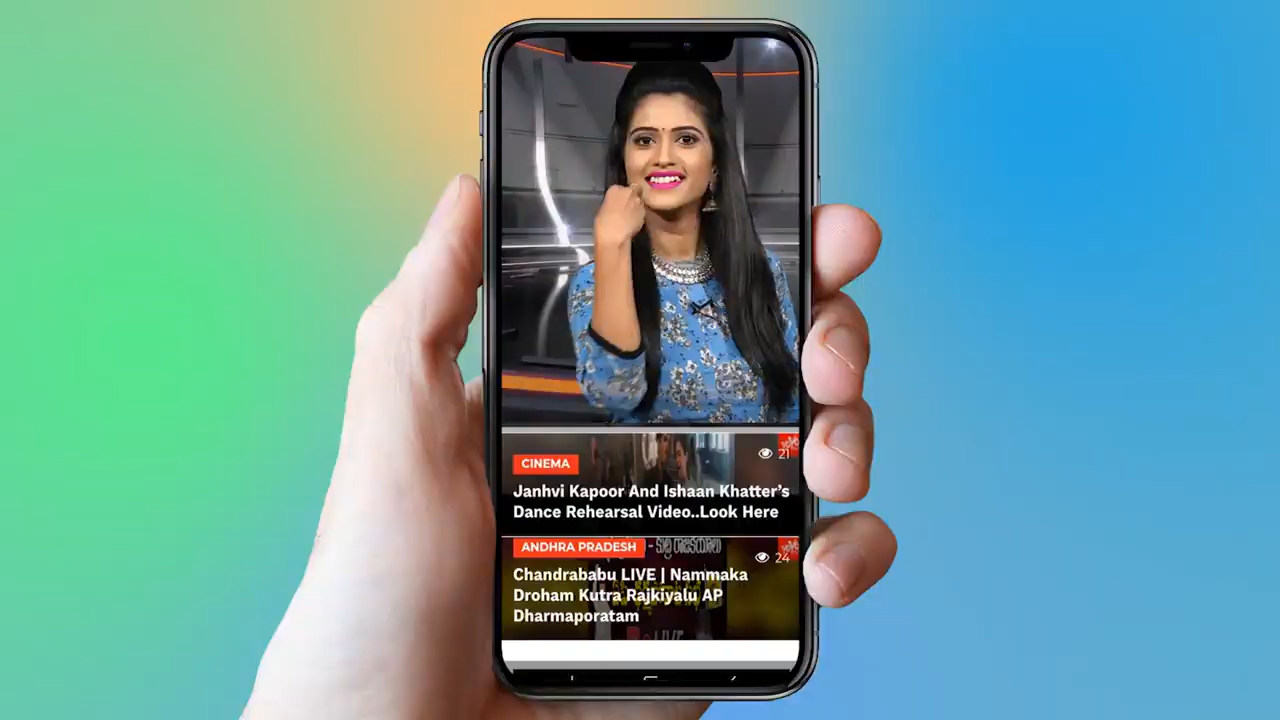 21
CINEMA
Janhvi Kapoor And Ishaan Khatter's
Dance Rehearsal Video..Look Here
ANDHRA PRADESH
24
Chandrababu LIVE | Nammaka
Droham Kutra Rajkiyalu AP
Dharmaporatam
LIVE